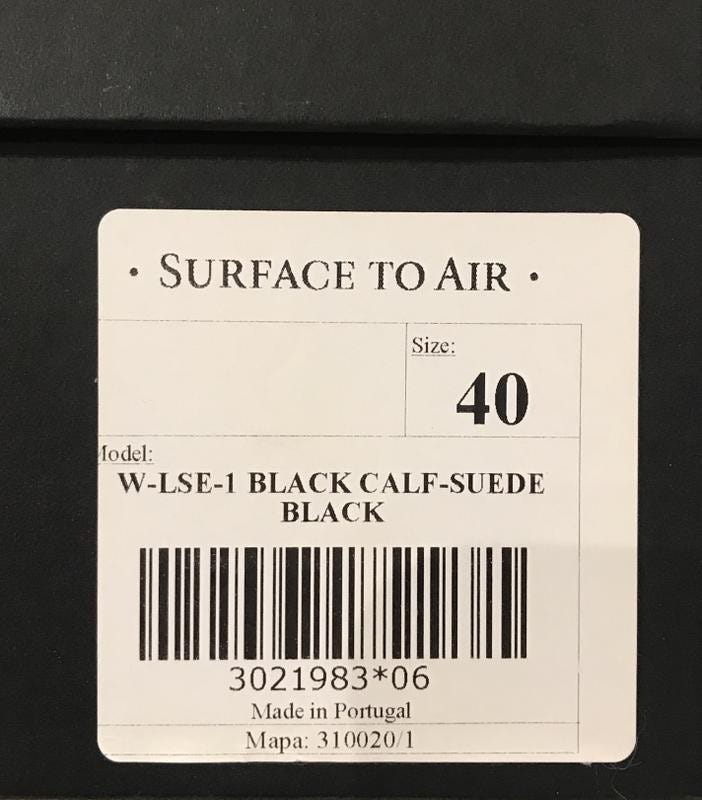 · SURFACE TO AIR ·
Size:
40
Model:
W-LSE-1 BLACK CALF-SUEDE
BLACK
3021983*06
Made in Portugal
Mapa: 310020/1